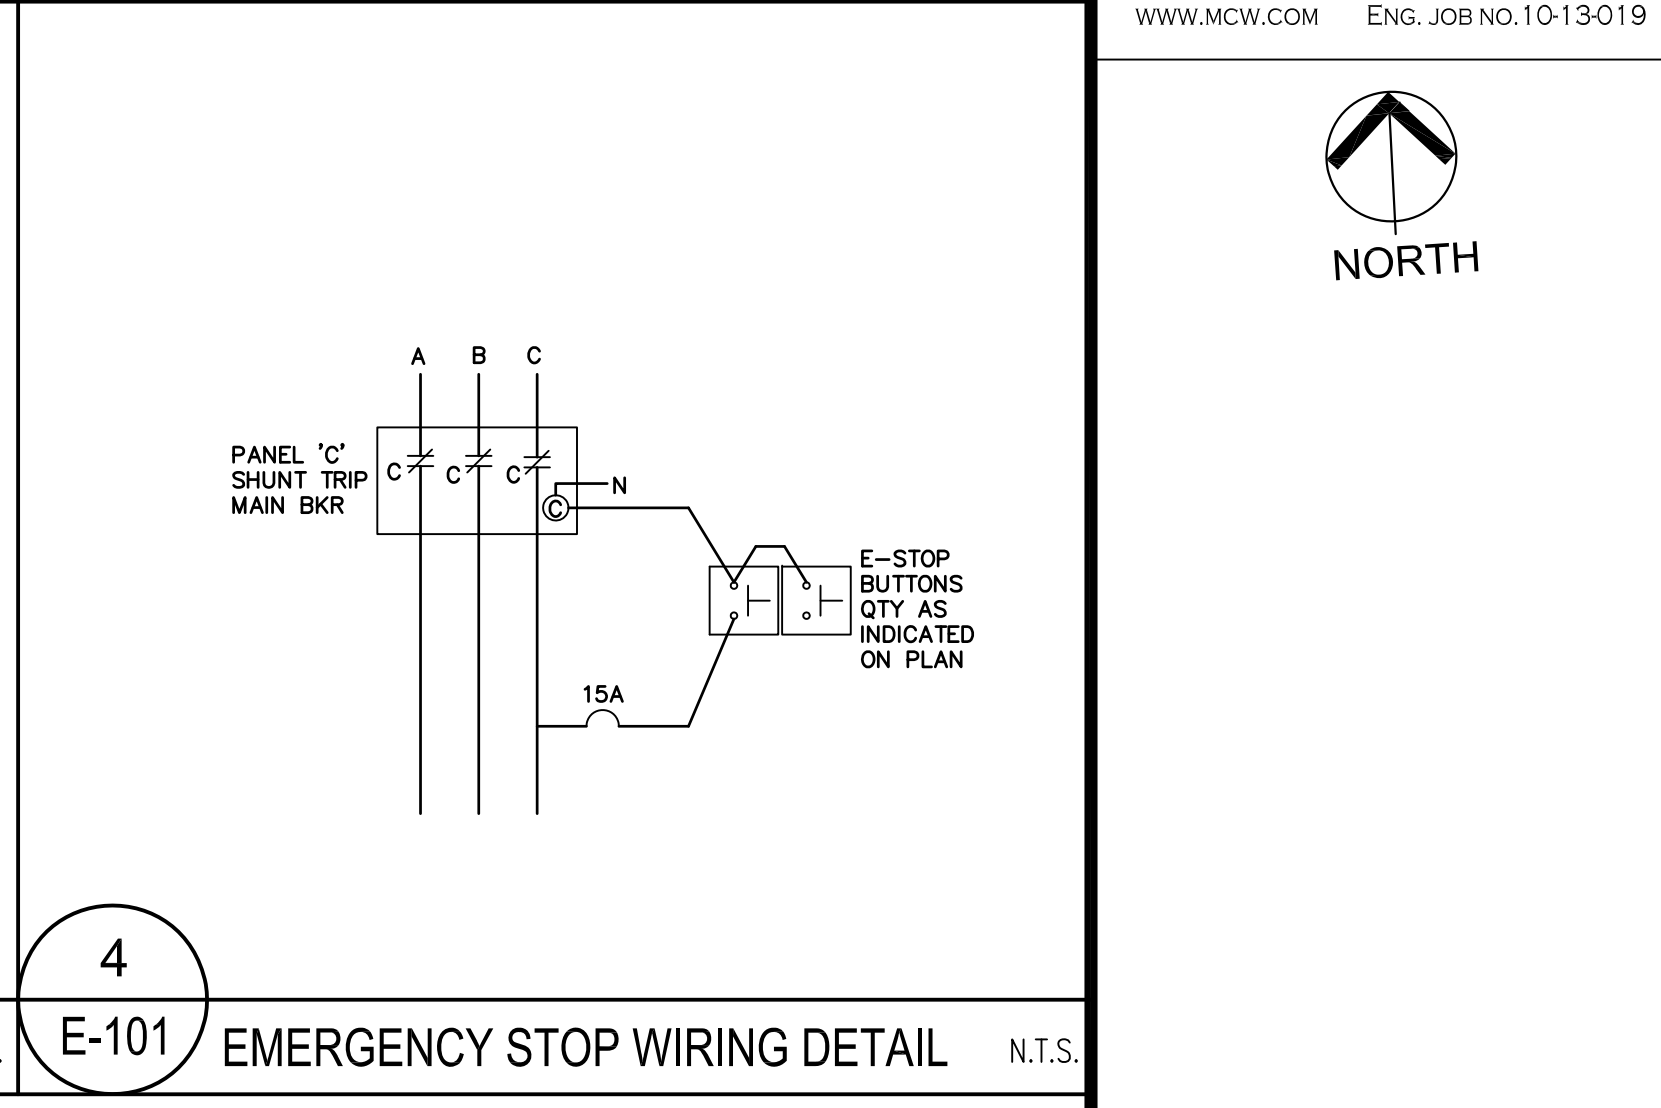 WWW.MCW.COM ENG. JOB NO. 10-13-019
NORTH
A B C
PANEL 'C'
SHUNT TRIP
MAIN BKR
C C C
N
C
E-STOP
BUTTONS
QTY AS
INDICATED
ON PLAN
15A
4
E-101
EMERGENCY STOP WIRING DETAIL N.T.S.